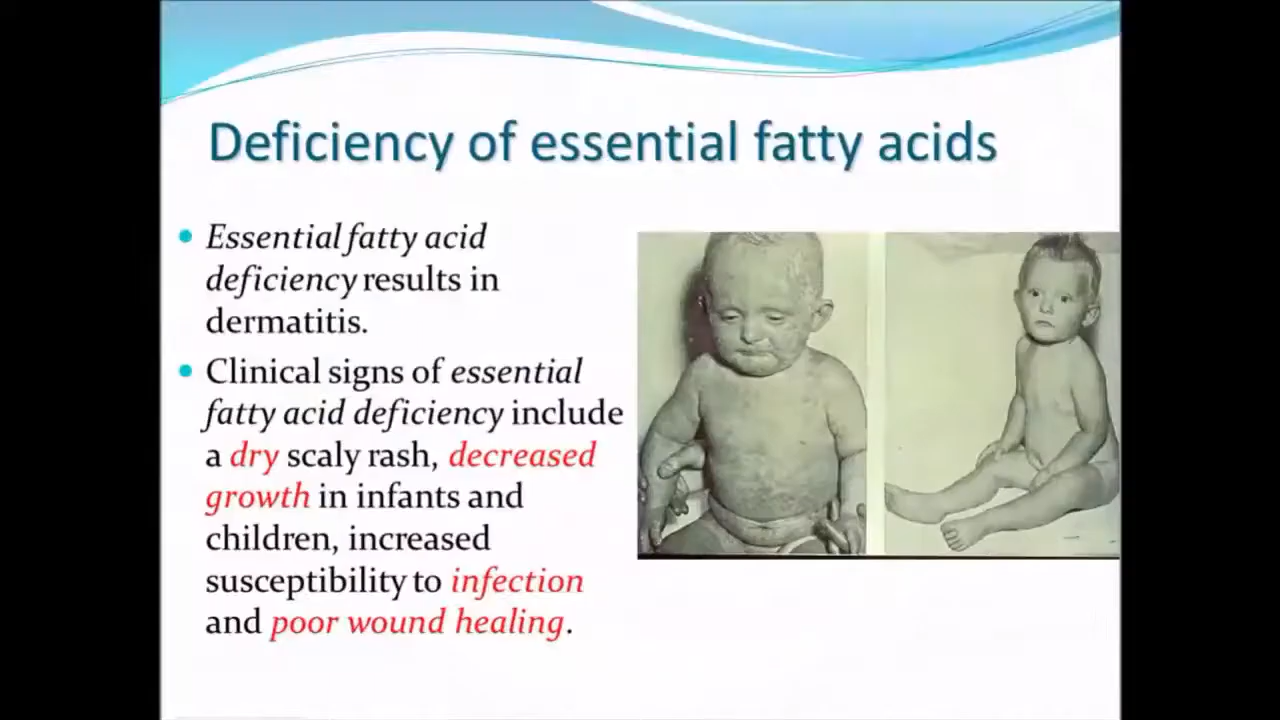 Deficiency of essential fatty acids
• Essential fatty acid
deficiency results in
dermatitis.
• Clinical signs of essential
fatty acid deficiency include
a dry scaly rash, decreased
growth in infants and
children, increased
susceptibility to infection
and poor wound healing.